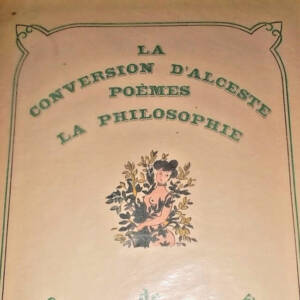 LA
CONVERSION D'ALCESTE
POÈMES
LA PHILOSOPHIE